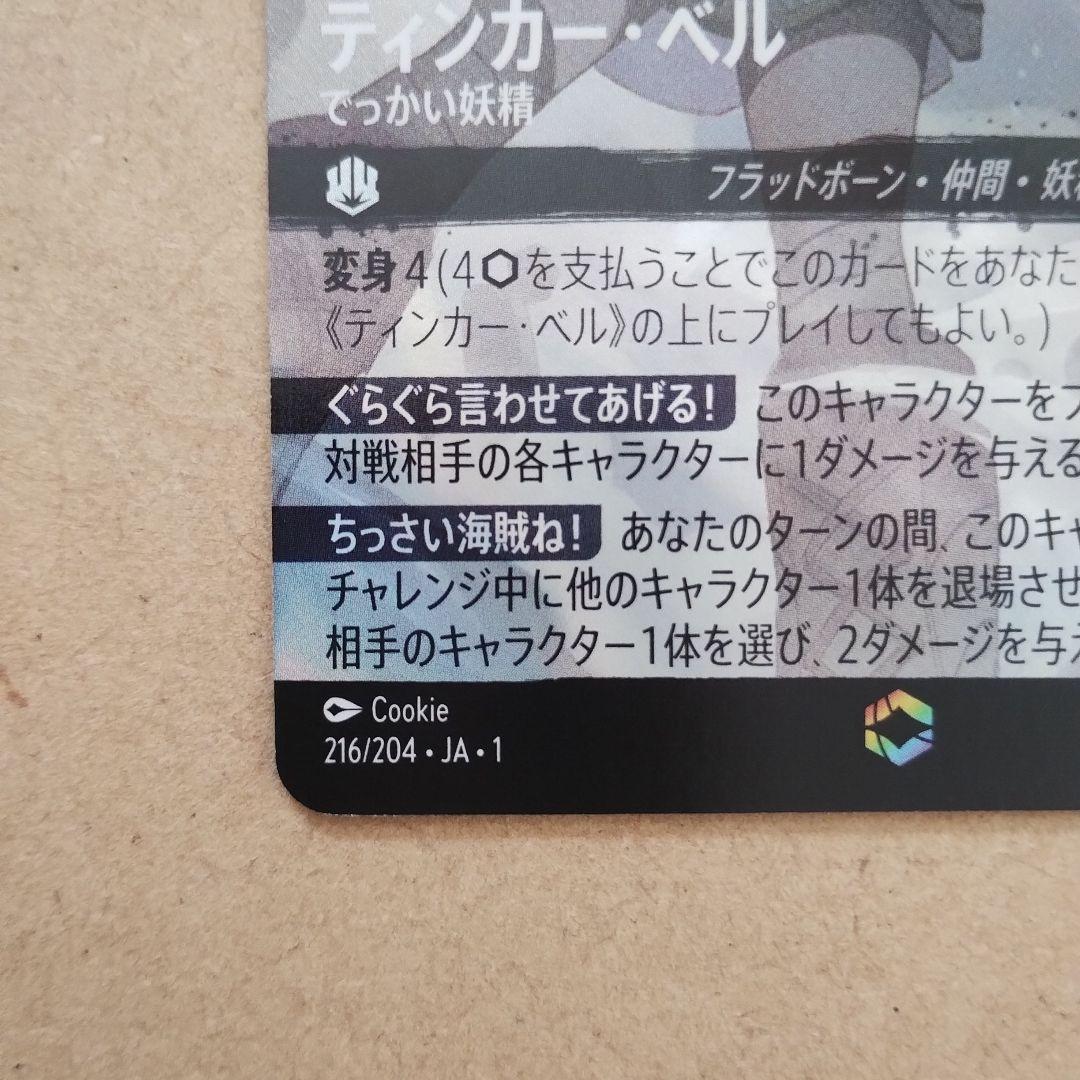 ティンカー・ベル
でっかい妖精
フラッドボーン・仲間・妖精
変身 4 (4⬡を支払うことでこのカードをあなた
《ティンカー・ベル》の上にプレイしてもよい。)
ぐらぐら言わせてあげる! このキャラクターをプ
対戦相手の各キャラクターに1ダメージを与える
ちっさい海賊ね! あなたのターンの間、このキャ
チャレンジ中に他のキャラクター1体を退場させ
相手のキャラクター1体を選び、2ダメージを与え
Cookie
216/204・JA・1